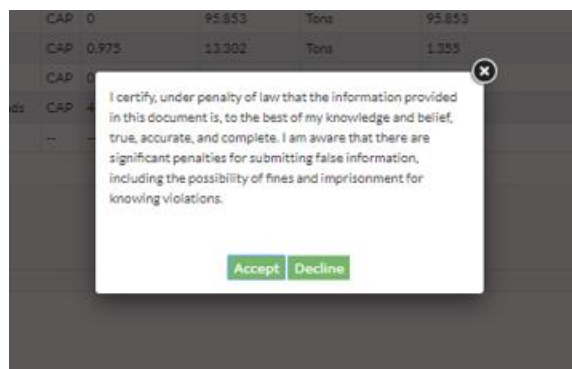 CAP 0 95.853 Tons 95.853
CAP 0.975 13.302 Tons 1.355
CAP 0
I certify, under penalty of law that the information provided
in this document is, to the best of my knowledge and belief,
true, accurate, and complete. I am aware that there are
significant penalties for submitting false information,
including the possibility of fines and imprisonment for
knowing violations.
ds CAP 4
-- --
Accept Decline